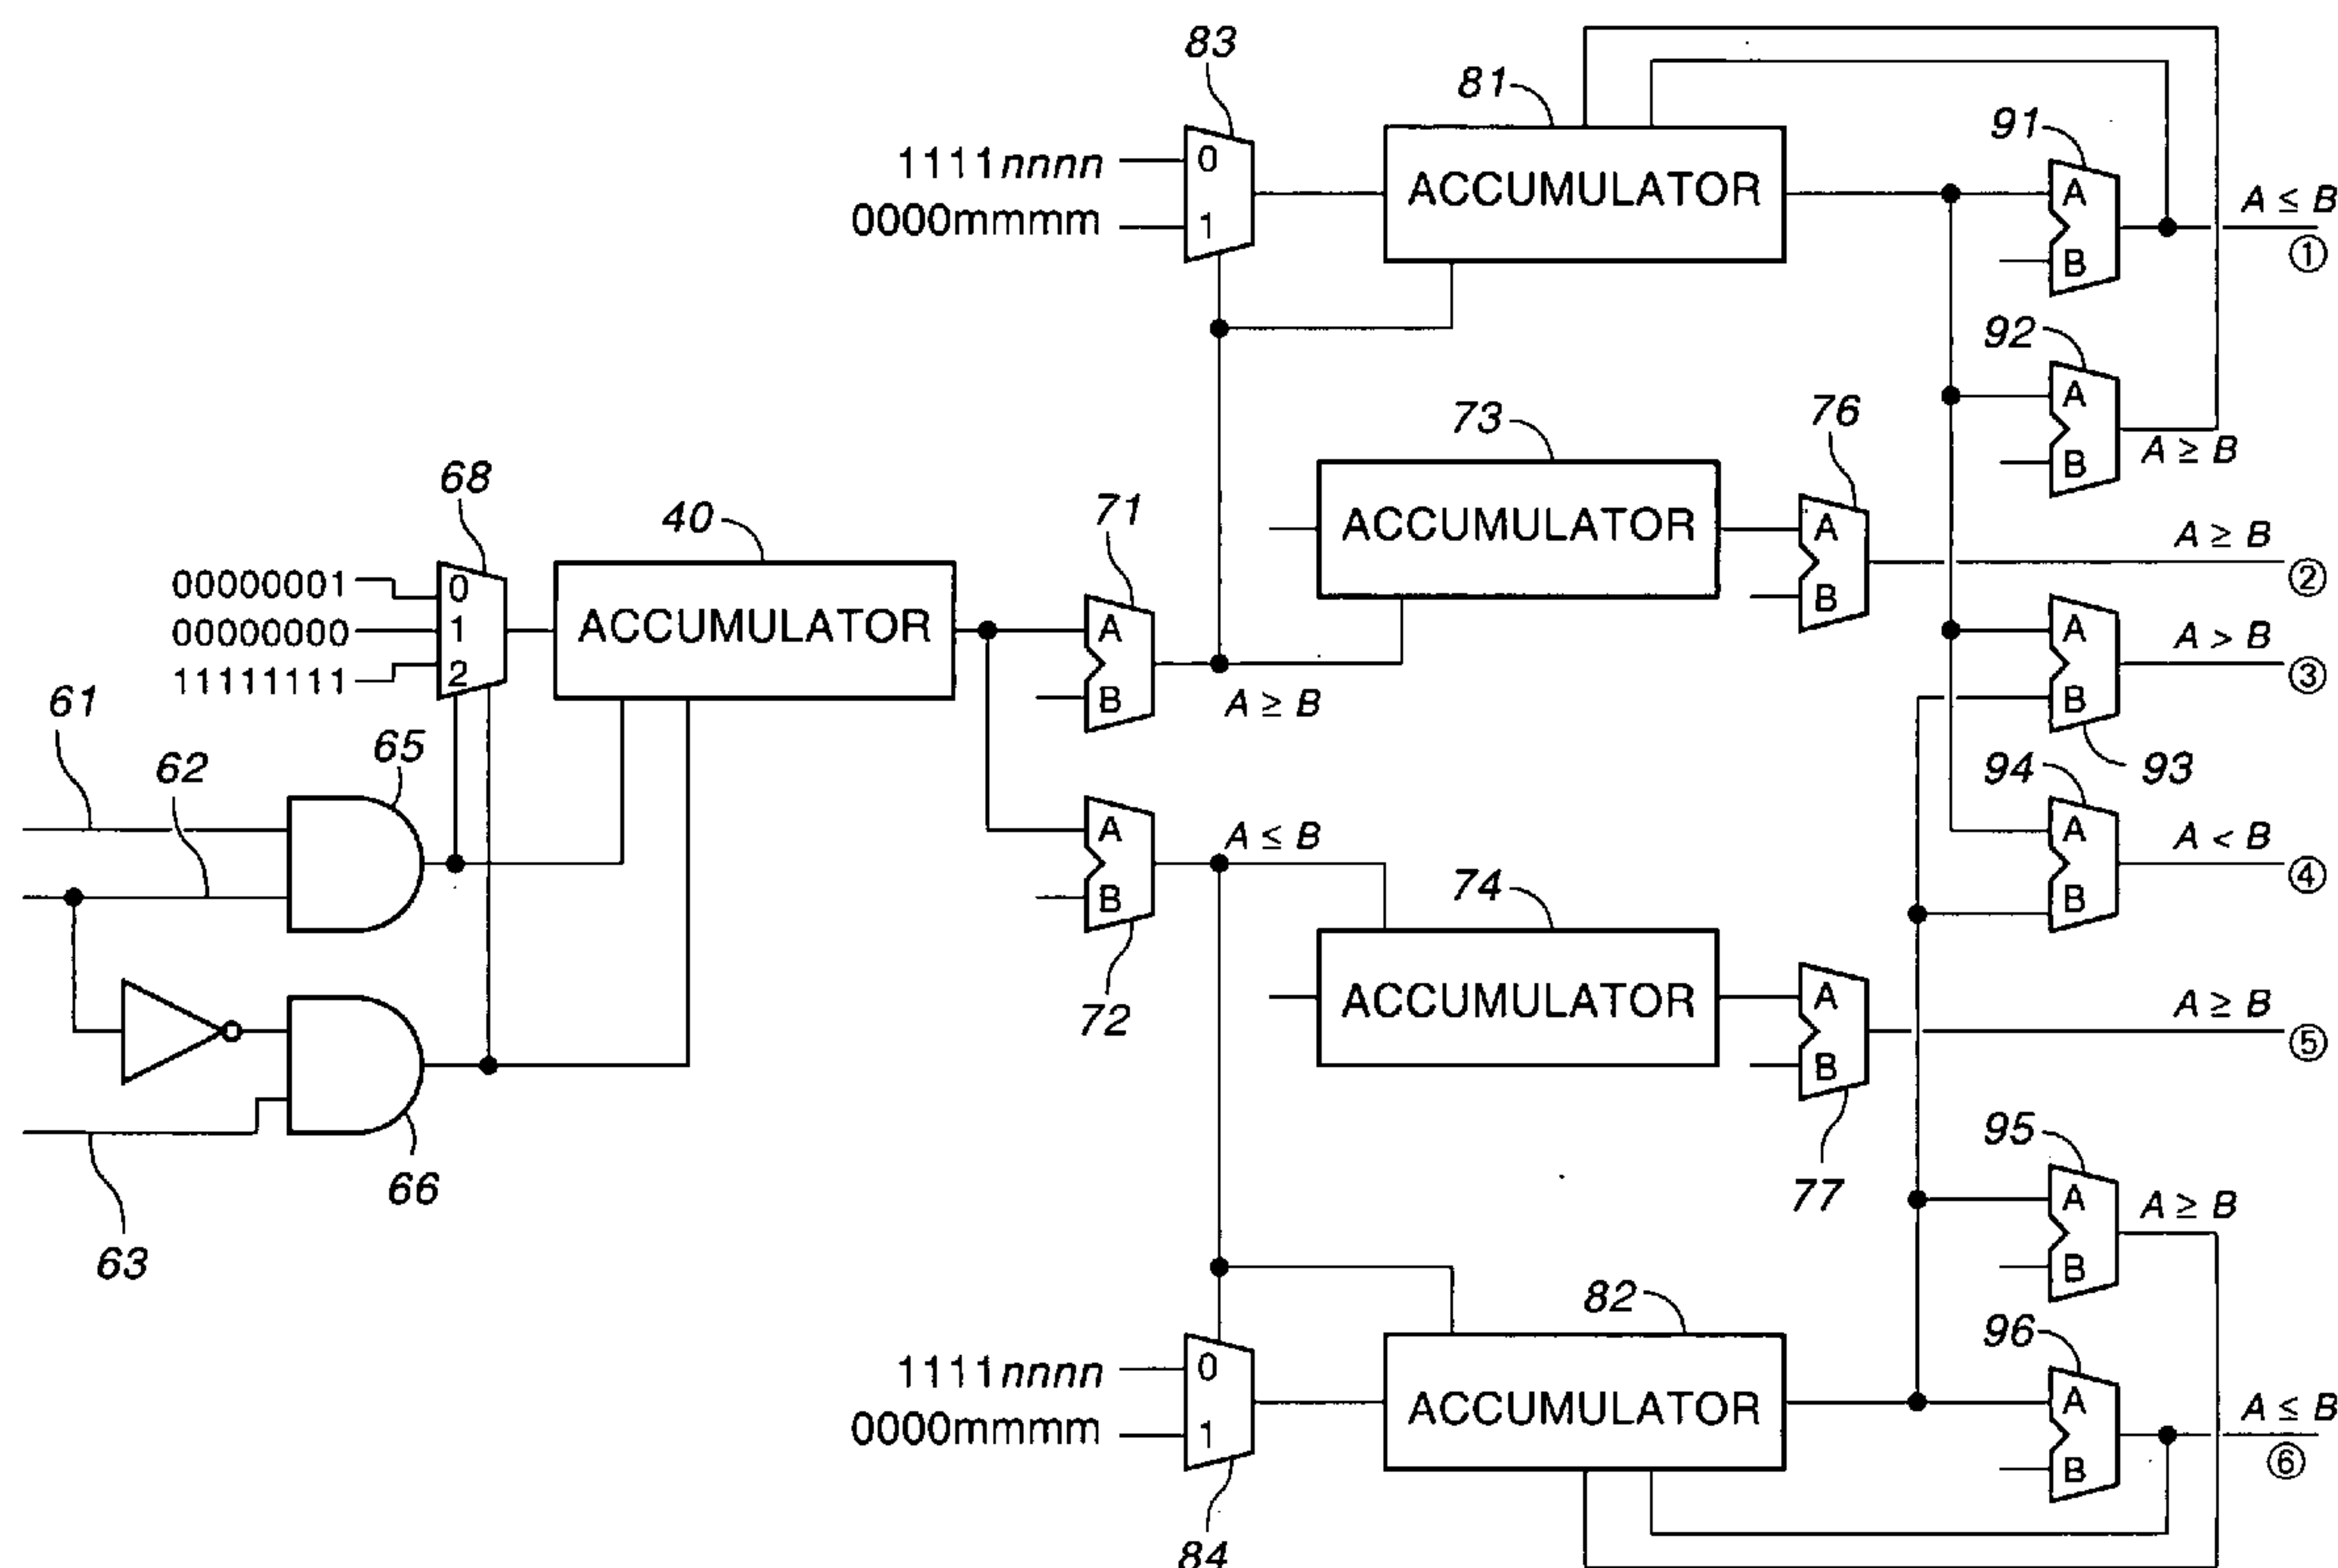 83
81
91
1111nnnn
0
ACCUMULATOR
A
A ≤ B
0000mmmm
1
B
①
92
A
73
76
B
A ≥ B
68
40
71
ACCUMULATOR
A
A ≥ B
②
00000001
0
B
00000000
1
ACCUMULATOR
A
A
A > B
③
11111111
2
B
A ≥ B
B
61
65
93
62
94
72
A
A ≤ B
A
A < B
④
B
74
B
ACCUMULATOR
A
A ≥ B
⑤
B
66
95
77
A
A ≥ B
63
B
82
96
1111nnnn
0
ACCUMULATOR
A
A ≤ B
0000mmmm
1
B
⑥
84